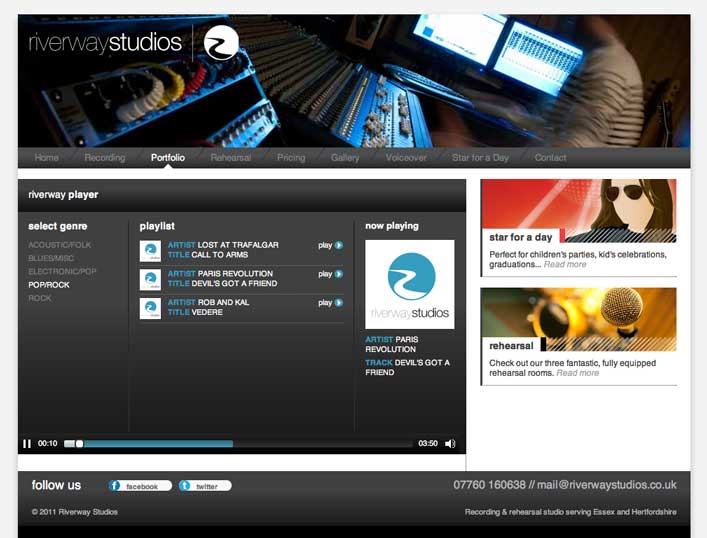 riverwaystudios
Home Recording Portfolio Rehearsal Pricing Gallery Voiceover Star for a Day Contact
riverway player
select genre
ACOUSTIC/FOLK
BLUES/MISC
ELECTRONIC/POP
POP/ROCK
ROCK
playlist
ARTIST LOST AT TRAFALGAR play
TITLE CALL TO ARMS
ARTIST PARIS REVOLUTION play
TITLE DEVIL'S GOT A FRIEND
ARTIST ROB AND KAL play
TITLE VEDERE
now playing
riverwaystudios
ARTIST PARIS
REVOLUTION
TRACK DEVIL'S GOT A
FRIEND
00:10 03:50
star for a day
Perfect for children's parties, kid's celebrations,
graduations... Read more
rehearsal
Check out our three fantastic, fully equipped
rehearsal rooms. Read more
follow us f facebook t twitter
07760 160638 // mail@riverwaystudios.co.uk
© 2011 Riverway Studios
Recording & rehearsal studio serving Essex and Hertfordshire